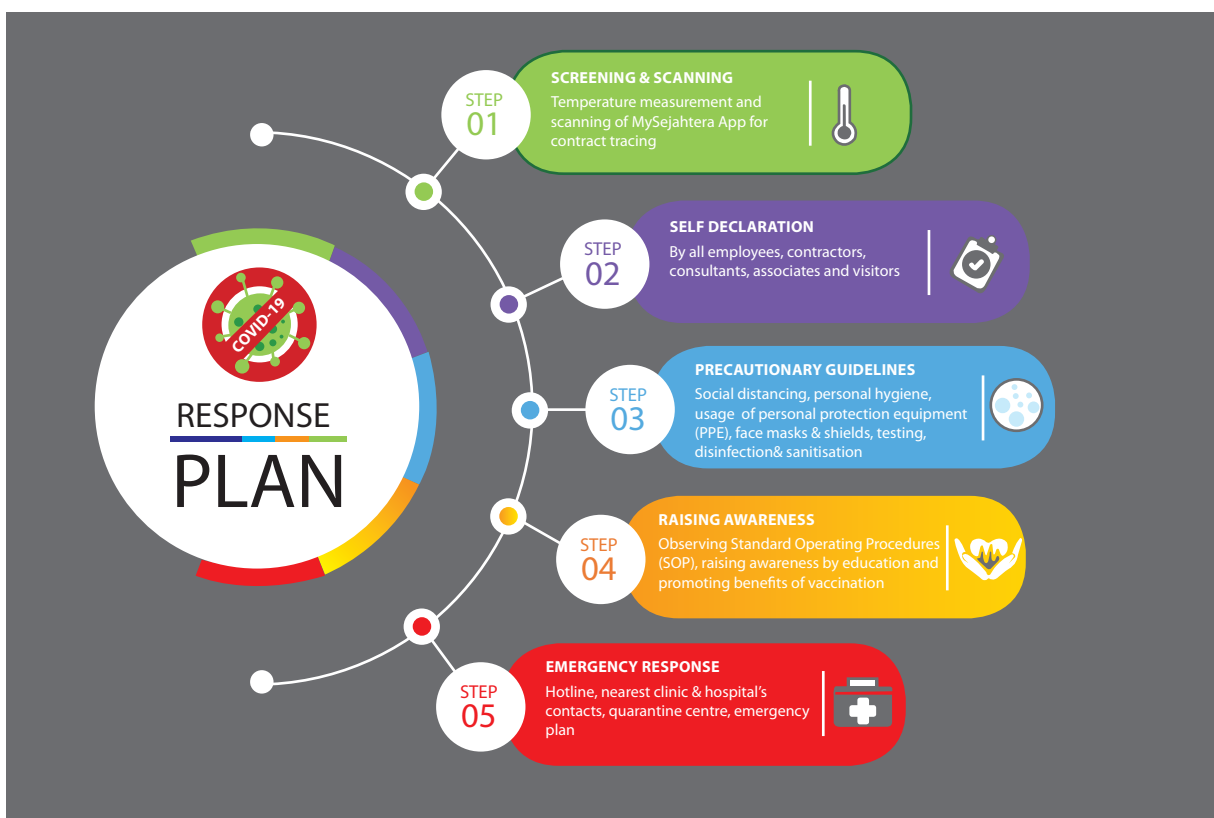 COVID-19
RESPONSE
PLAN
STEP
01
SCREENING & SCANNING
Temperature measurement and
scanning of MySejahtera App for
contract tracing
STEP
02
SELF DECLARATION
By all employees, contractors,
consultants, associates and visitors
STEP
03
PRECAUTIONARY GUIDELINES
Social distancing, personal hygiene,
usage of personal protection equipment
(PPE), face masks & shields, testing,
disinfection& sanitisation
STEP
04
RAISING AWARENESS
Observing Standard Operating Procedures
(SOP), raising awareness by education and
promoting benefits of vaccination
STEP
05
EMERGENCY RESPONSE
Hotline, nearest clinic & hospital's
contacts, quarantine centre, emergency
plan